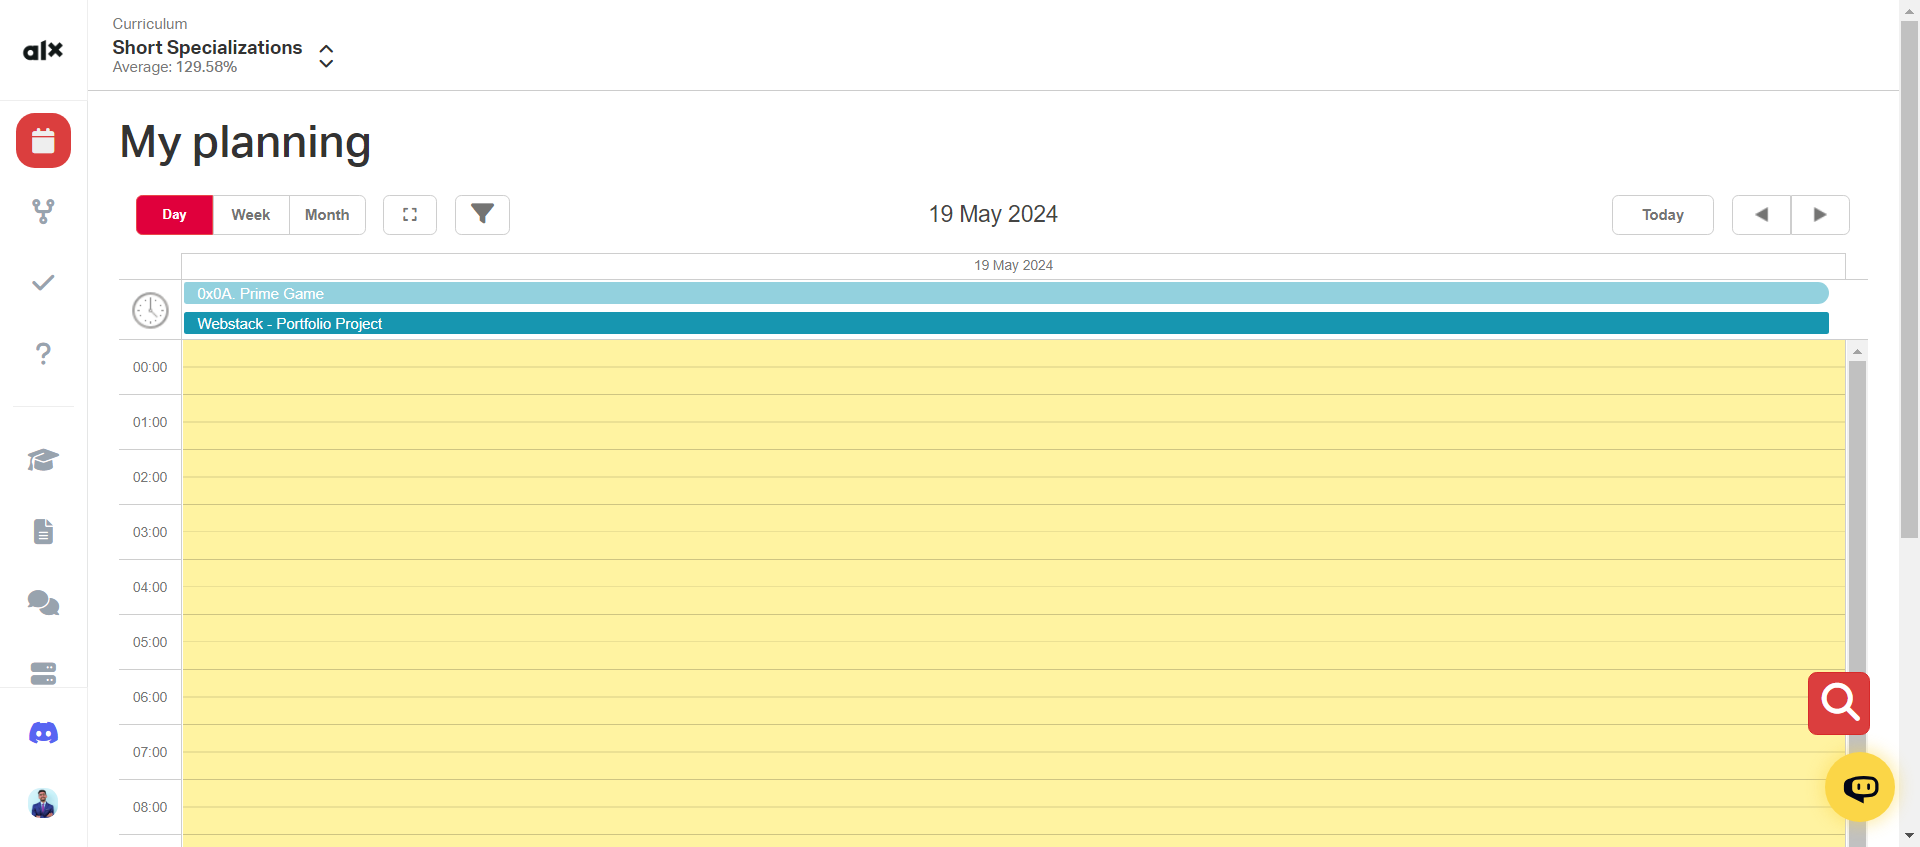 alx
Curriculum
Short Specializations
Average: 129.58%
My planning
Day Week Month
19 May 2024
Today
19 May 2024
0x0A. Prime Game
Webstack - Portfolio Project
00:00
01:00
02:00
03:00
04:00
05:00
06:00
07:00
08:00